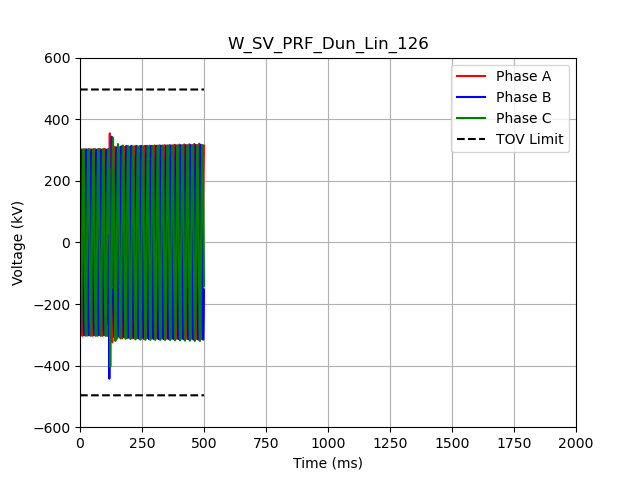 W_SV_PRF_Dun_Lin_126
600
400
200
0
−200
−400
−600
Voltage (kV)
Phase A
Phase B
Phase C
TOV Limit
0 250 500 750 1000 1250 1500 1750 2000
Time (ms)